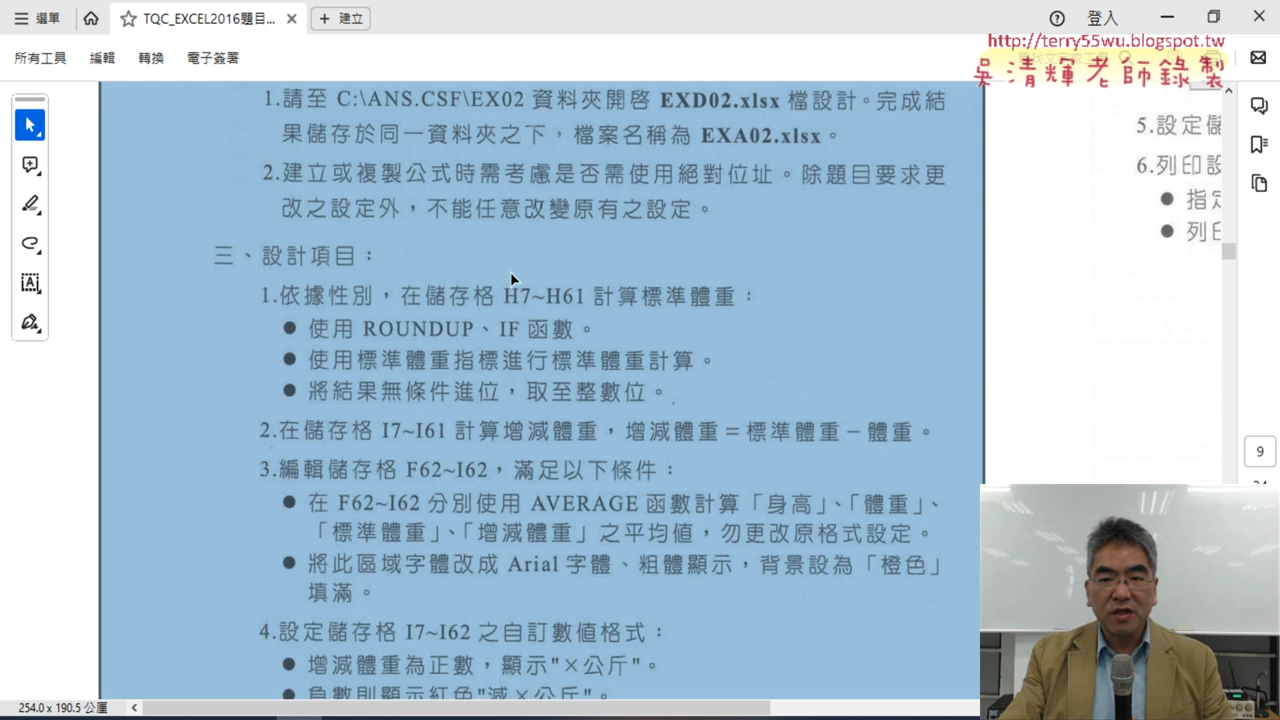 選單
TQC_EXCEL2016題目...
建立
登入
http://terry55wu.blogspot.tw
所有工具
編輯
轉換
電子簽署
吳清輝老師錄製
1.請至 C:\ANS.CSF\EX02 資料夾開啓 EXD02.xlsx 檔設計。完成結
果儲存於同一資料夾之下，檔案名稱為 EXA02.xlsx。
2.建立或複製公式時需考慮是否需使用絕對位址。除題目要求更
改之設定外，不能任意改變原有之設定。
三、設計項目：
1.依據性別，在儲存格 H7~H61 計算標準體重：
● 使用 ROUNDUP、IF 函數。
● 使用標準體重指標進行標準體重計算。
● 將結果無條件進位，取至整數位。
2.在儲存格 I7~I61 計算增減體重，增減體重＝標準體重－體重。
3.編輯儲存格 F62~I62，滿足以下條件：
● 在 F62~I62 分別使用 AVERAGE 函數計算「身高」、「體重」、
「標準體重」、「增減體重」之平均值，勿更改原格式設定。
● 將此區域字體改成 Arial 字體、粗體顯示，背景設為「橙色」
填滿。
4.設定儲存格 I7~I62 之自訂數值格式：
● 增減體重為正數，顯示"×公斤"。
● 負數則顯示紅色"減×公斤"。
5.設定儲
6.列印設
● 指定
● 列印
9
254.0 x 190.5 公厘